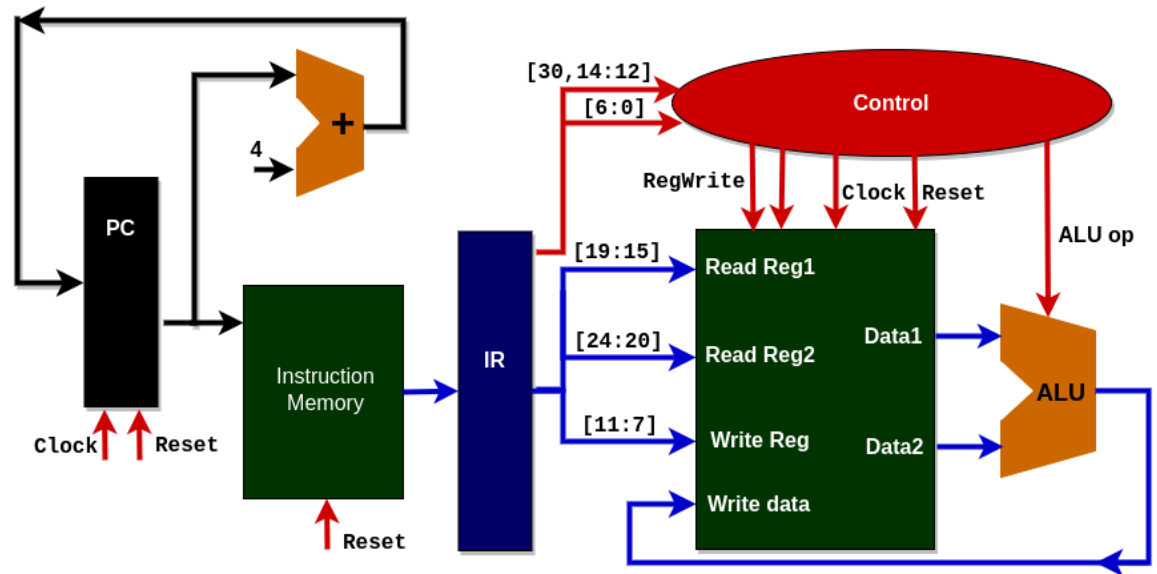 [30,14:12]
[6:0]
Control
+
4
RegWrite
Clock
Reset
PC
ALU op
[19:15]
Read Reg1
[24:20]
Read Reg2
Data1
IR
Instruction
Memory
ALU
[11:7]
Write Reg
Data2
Clock
Reset
Write data
Reset